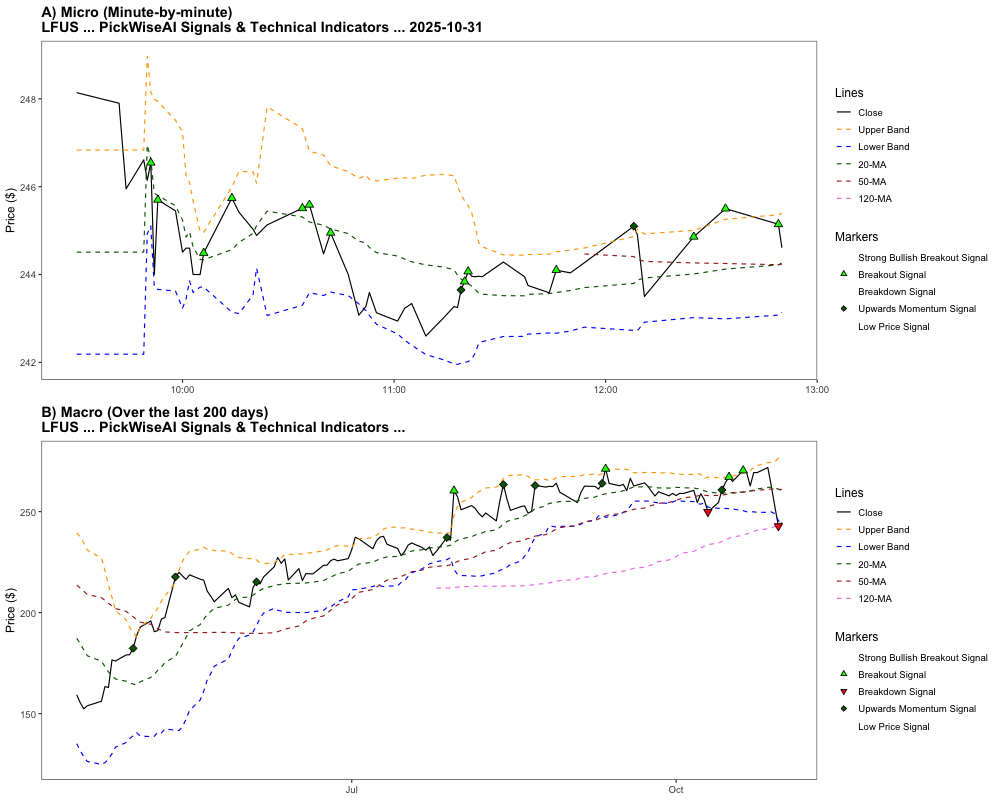 A) Micro (Minute-by-minute)
LFUS ... PickWiseAI Signals & Technical Indicators ... 2025-10-31
Price ($)
248
246
244
242
10:00
11:00
12:00
13:00
Lines
Close
Upper Band
Lower Band
20-MA
50-MA
120-MA
Markers
Strong Bullish Breakout Signal
Breakout Signal
Breakdown Signal
Upwards Momentum Signal
Low Price Signal
B) Macro (Over the last 200 days)
LFUS ... PickWiseAI Signals & Technical Indicators ...
Price ($)
250
200
150
Jul
Oct
Lines
Close
Upper Band
Lower Band
20-MA
50-MA
120-MA
Markers
Strong Bullish Breakout Signal
Breakout Signal
Breakdown Signal
Upwards Momentum Signal
Low Price Signal